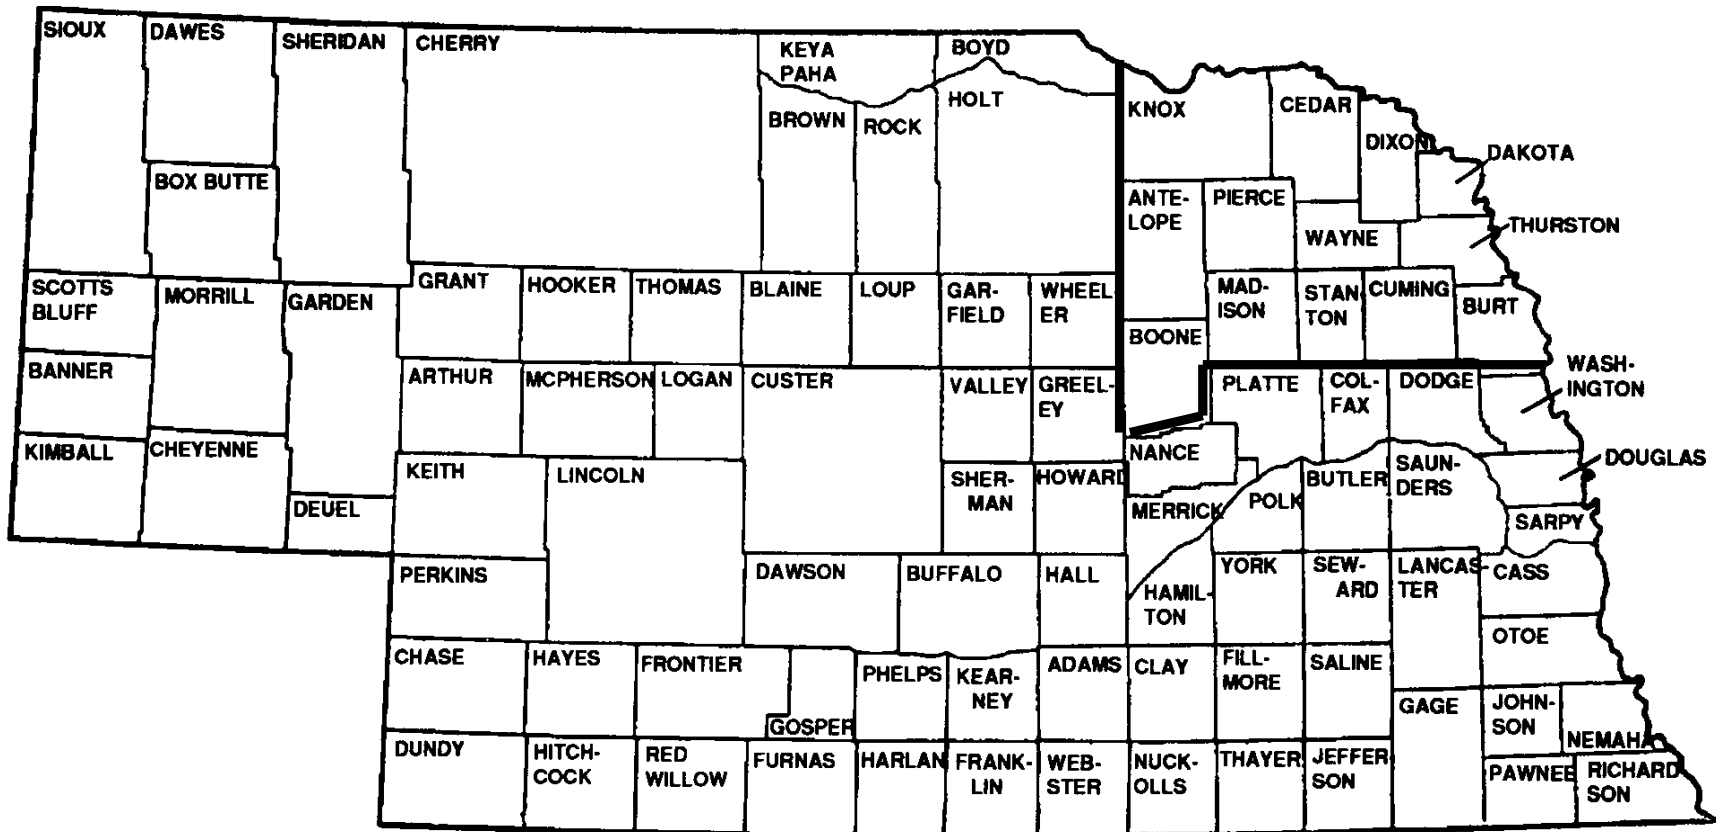 SIOUX
DAWES
SHERIDAN
CHERRY
KEYA
PAHA
BOYD
HOLT
BROWN
ROCK
KNOX
CEDAR
DIXON
DAKOTA
BOX BUTTE
ANTE-
LOPE
PIERCE
WAYNE
THURSTON
SCOTTS
BLUFF
MORRILL
GARDEN
GRANT
HOOKER
THOMAS
BLAINE
LOUP
GAR-
FIELD
WHEEL
ER
MAD-
ISON
STAN
TON
CUMING
BURT
BOONE
BANNER
ARTHUR
MCPHERSON
LOGAN
CUSTER
VALLEY
GREEL-
EY
PLATTE
COL-
FAX
DODGE
WASH-
INGTON
KIMBALL
CHEYENNE
KEITH
LINCOLN
NANCE
SHER-
MAN
HOWARD
MERRICK
POLK
BUTLER
SAUN-
DERS
DOUGLAS
DEUEL
SARPY
PERKINS
DAWSON
BUFFALO
HALL
HAMIL-
TON
YORK
SEW-
ARD
LANCAS-
TER
CASS
OTOE
CHASE
HAYES
FRONTIER
GOSPER
PHELPS
KEAR-
NEY
ADAMS
CLAY
FILL-
MORE
SALINE
GAGE
JOHN-
SON
NEMAHA
DUNDY
HITCH-
COCK
RED
WILLOW
FURNAS
HARLAN
FRANK-
LIN
WEB-
STER
NUCK-
OLLS
THAYER
JEFFER
SON
PAWNEE
RICHARD
SON